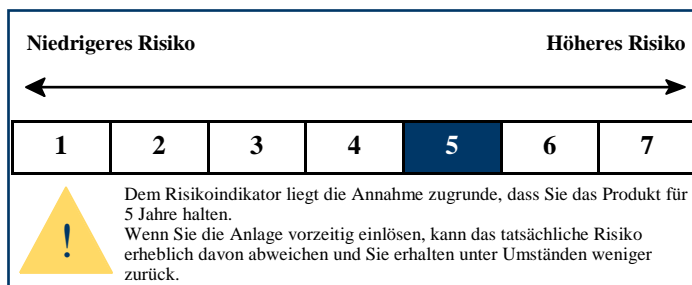 Niedrigeres Risiko Höheres Risiko
1 2 3 4 5 6 7
! Dem Risikoindikator liegt die Annahme zugrunde, dass Sie das Produkt für
5 Jahre halten.
Wenn Sie die Anlage vorzeitig einlösen, kann das tatsächliche Risiko
erheblich davon abweichen und Sie erhalten unter Umständen weniger
zurück.